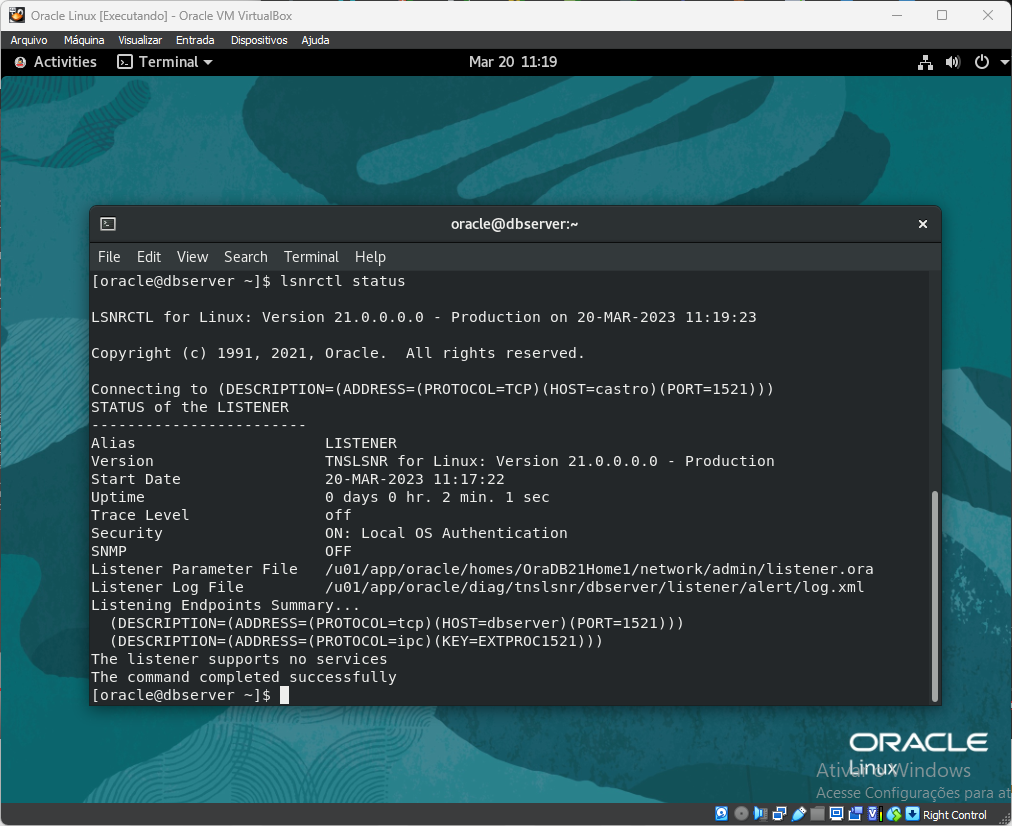 Oracle Linux [Executando] - Oracle VM VirtualBox
Arquivo Máquina Visualizar Entrada Dispositivos Ajuda
Activities Terminal Mar 20 11:19
oracle@dbserver:~
File Edit View Search Terminal Help
[oracle@dbserver ~]$ lsnrctl status
LSNRCTL for Linux: Version 21.0.0.0.0 - Production on 20-MAR-2023 11:19:23
Copyright (c) 1991, 2021, Oracle.  All rights reserved.
Connecting to (DESCRIPTION=(ADDRESS=(PROTOCOL=TCP)(HOST=castro)(PORT=1521)))
STATUS of the LISTENER
------------------------
Alias                     LISTENER
Version                   TNSLSNR for Linux: Version 21.0.0.0.0 - Production
Start Date                20-MAR-2023 11:17:22
Uptime                    0 days 0 hr. 2 min. 1 sec
Trace Level               off
Security                  ON: Local OS Authentication
SNMP                      OFF
Listener Parameter File   /u01/app/oracle/homes/OraDB21Home1/network/admin/listener.ora
Listener Log File         /u01/app/oracle/diag/tnslsnr/dbserver/listener/alert/log.xml
Listening Endpoints Summary...
  (DESCRIPTION=(ADDRESS=(PROTOCOL=tcp)(HOST=dbserver)(PORT=1521)))
  (DESCRIPTION=(ADDRESS=(PROTOCOL=ipc)(KEY=EXTPROC1521)))
The listener supports no services
The command completed successfully
[oracle@dbserver ~]$
ORACLE
Linux
Ativar o Windows
Acesse Configurações para at
Right Control